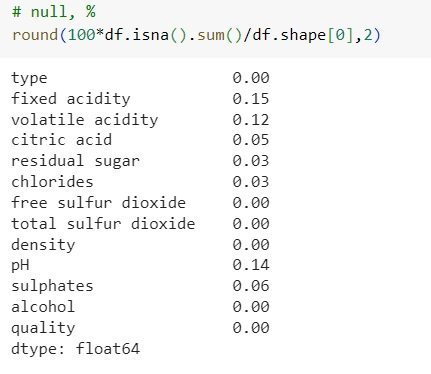 # null, %
round(100*df.isna().sum()/df.shape[0],2)
type 0.00
fixed acidity 0.15
volatile acidity 0.12
citric acid 0.05
residual sugar 0.03
chlorides 0.03
free sulfur dioxide 0.00
total sulfur dioxide 0.00
density 0.00
pH 0.14
sulphates 0.06
alcohol 0.00
quality 0.00
dtype: float64